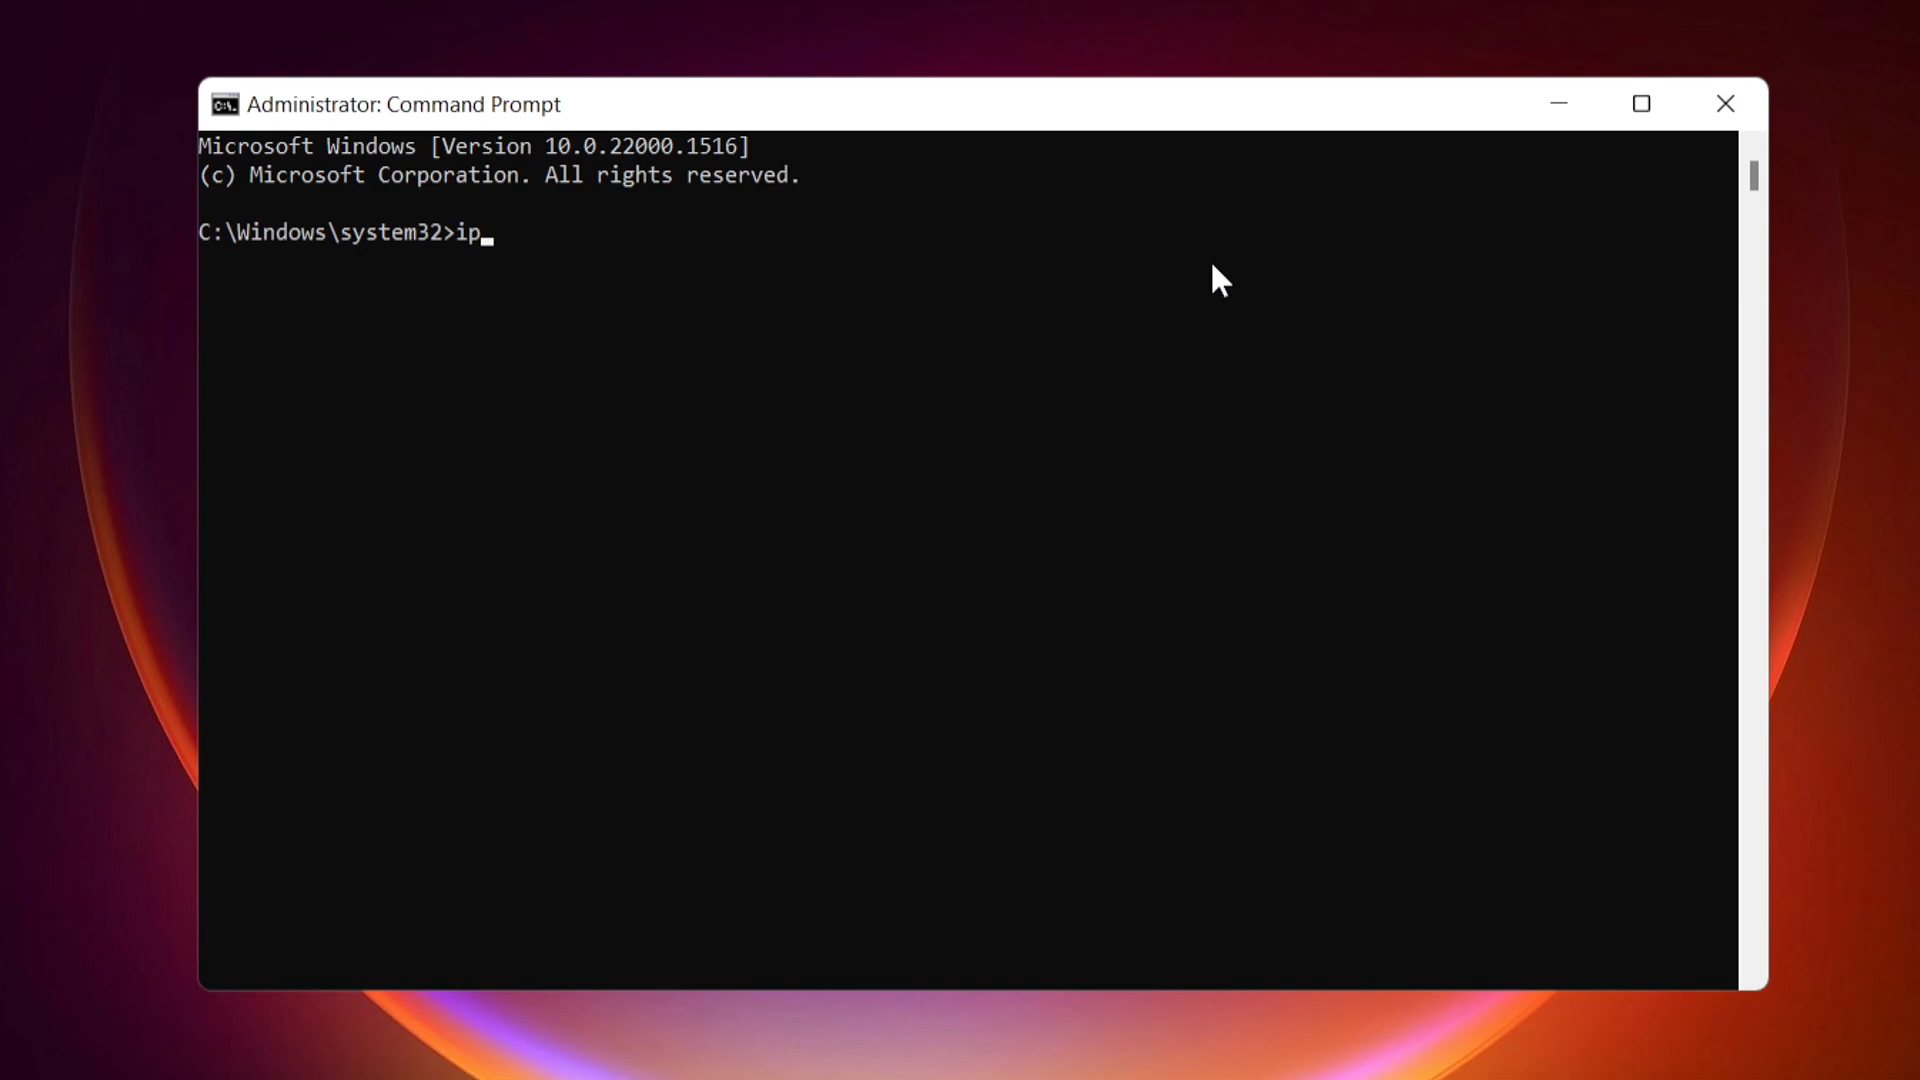 Administrator: Command Prompt
Microsoft Windows [Version 10.0.22000.1516]
(c) Microsoft Corporation. All rights reserved.
C:\Windows\system32>ip